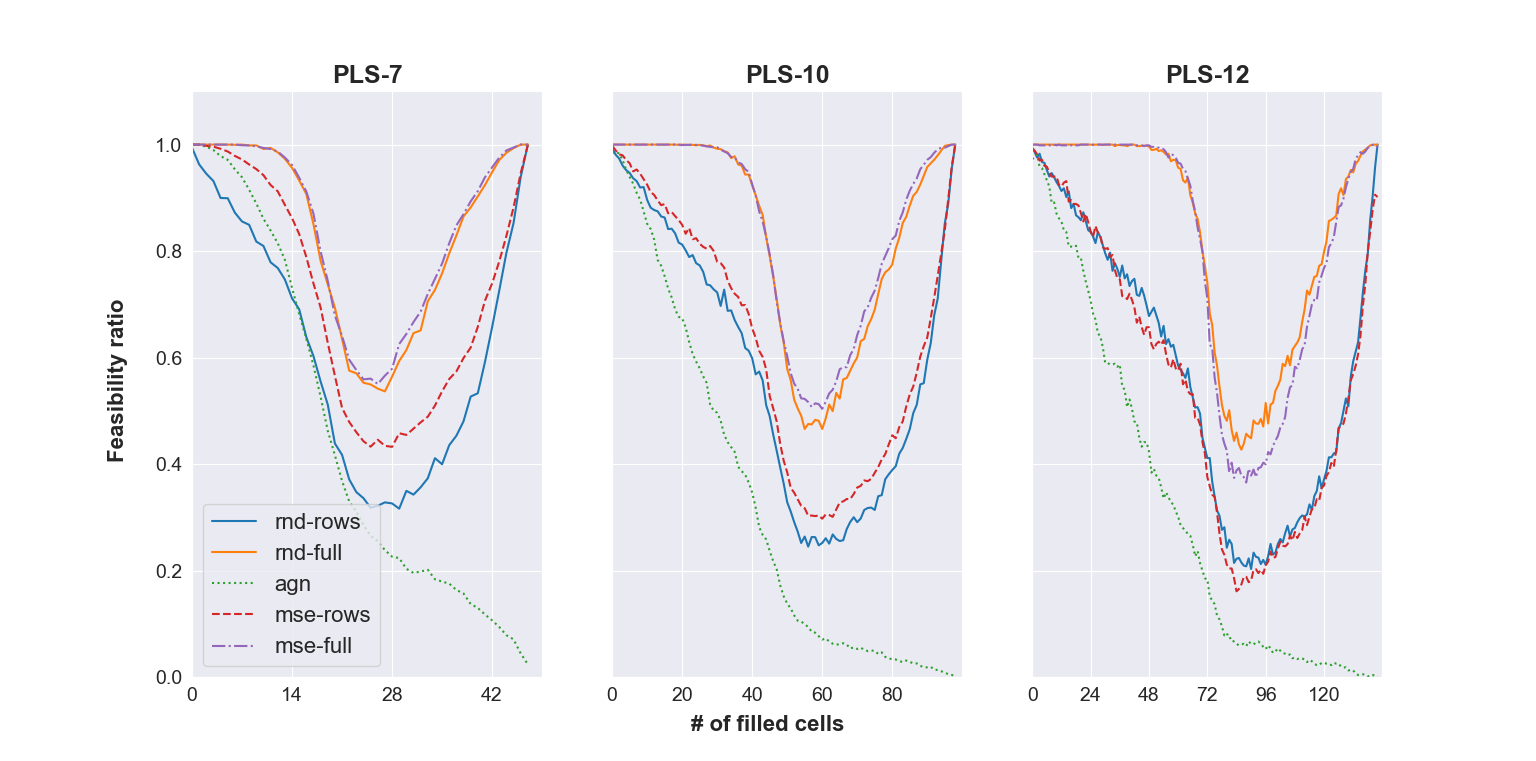 PLS-7
PLS-10
PLS-12
Feasibility ratio
1.0
0.8
0.6
0.4
0.2
0.0
rnd-rows
rnd-full
agn
mse-rows
mse-full
0 14 28 42
0 20 40 60 80
0 24 48 72 96 120
# of filled cells